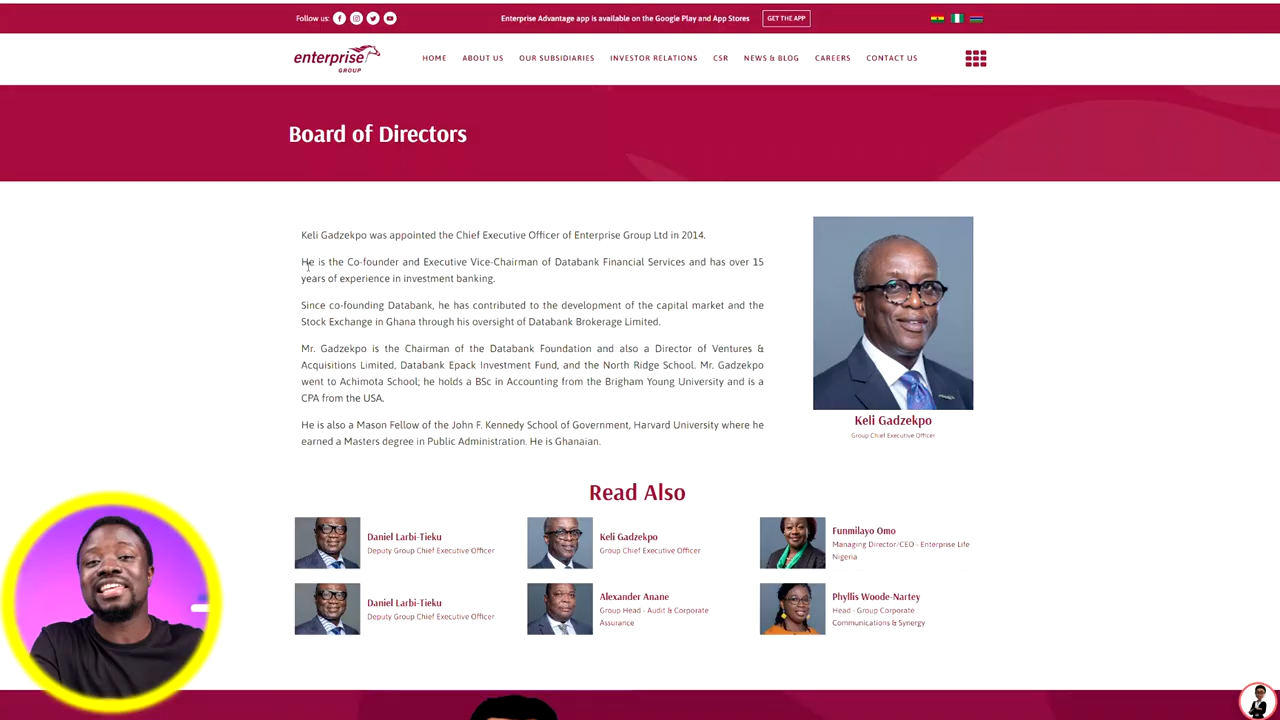 Follow us:
Enterprise Advantage app is available on the Google Play and App Stores
GET THE APP
enterprise
GROUP
HOME
ABOUT US
OUR SUBSIDIARIES
INVESTOR RELATIONS
CSR
NEWS & BLOG
CAREERS
CONTACT US
Board of Directors
Keli Gadzekpo was appointed the Chief Executive Officer of Enterprise Group Ltd in 2014.
He is the Co-founder and Executive Vice-Chairman of Databank Financial Services and has over 15
years of experience in investment banking.
Since co-founding Databank, he has contributed to the development of the capital market and the
Stock Exchange in Ghana through his oversight of Databank Brokerage Limited.
Mr. Gadzekpo is the Chairman of the Databank Foundation and also a Director of Ventures &
Acquisitions Limited, Databank Epack Investment Fund, and the North Ridge School. Mr. Gadzekpo
went to Achimota School; he holds a BSc in Accounting from the Brigham Young University and is a
CPA from the USA.
He is also a Mason Fellow of the John F. Kennedy School of Government, Harvard University where he
earned a Masters degree in Public Administration. He is Ghanaian.
Keli Gadzekpo
Group Chief Executive Officer
Read Also
Daniel Larbi-Tieku
Deputy Group Chief Executive Officer
Keli Gadzekpo
Group Chief Executive Officer
Funmilayo Omo
Managing Director/CEO - Enterprise Life
Nigeria
Daniel Larbi-Tieku
Deputy Group Chief Executive Officer
Alexander Anane
Group Head - Audit & Corporate
Assurance
Phyllis Woode-Nartey
Head - Group Corporate
Communications & Synergy